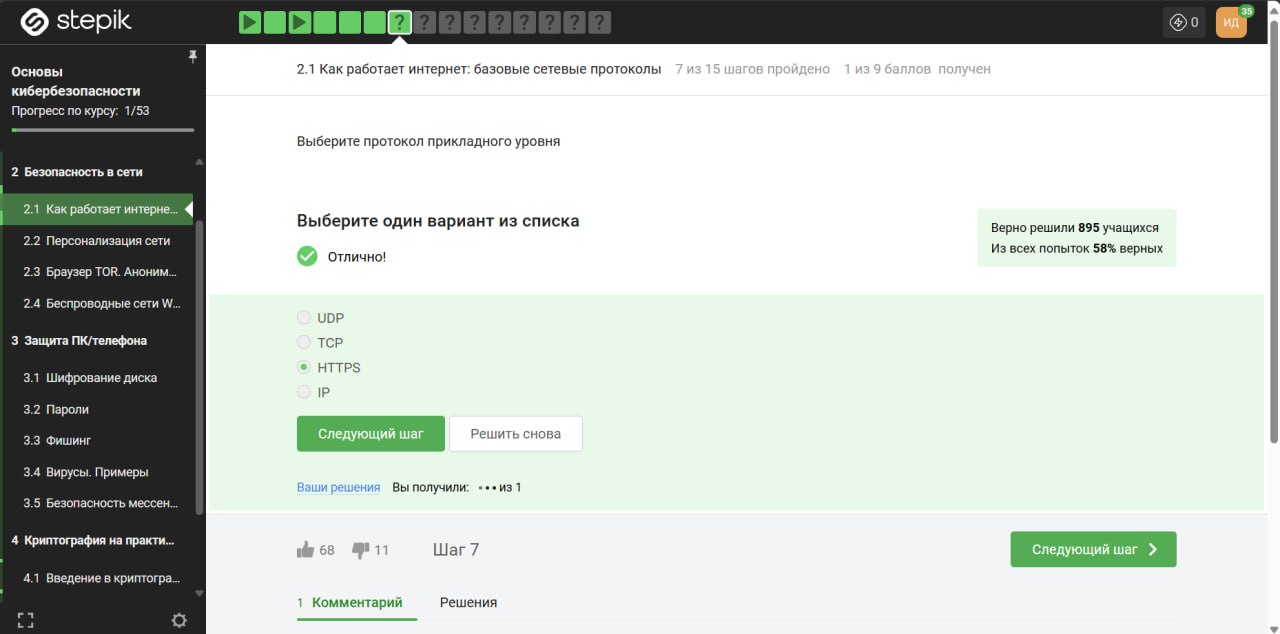 stepik
? ? ? ? ? ? ? ? ?
0
ИД
35
Основы
кибербезопасности
Прогресс по курсу: 1/53
2 Безопасность в сети
2.1 Как работает интерне...
2.2 Персонализация сети
2.3 Браузер TOR. Аноним...
2.4 Беспроводные сети W...
3 Защита ПК/телефона
3.1 Шифрование диска
3.2 Пароли
3.3 Фишинг
3.4 Вирусы. Примеры
3.5 Безопасность мессен...
4 Криптография на практи...
4.1 Введение в криптогра...
2.1 Как работает интернет: базовые сетевые протоколы 7 из 15 шагов пройдено 1 из 9 баллов получен
Выберите протокол прикладного уровня
Выберите один вариант из списка
Отлично!
Верно решили 895 учащихся
Из всех попыток 58% верных
UDP
TCP
HTTPS
IP
Следующий шаг Решить снова
Ваши решения Вы получили: ••• из 1
68 11 Шаг 7
Следующий шаг
1 Комментарий Решения